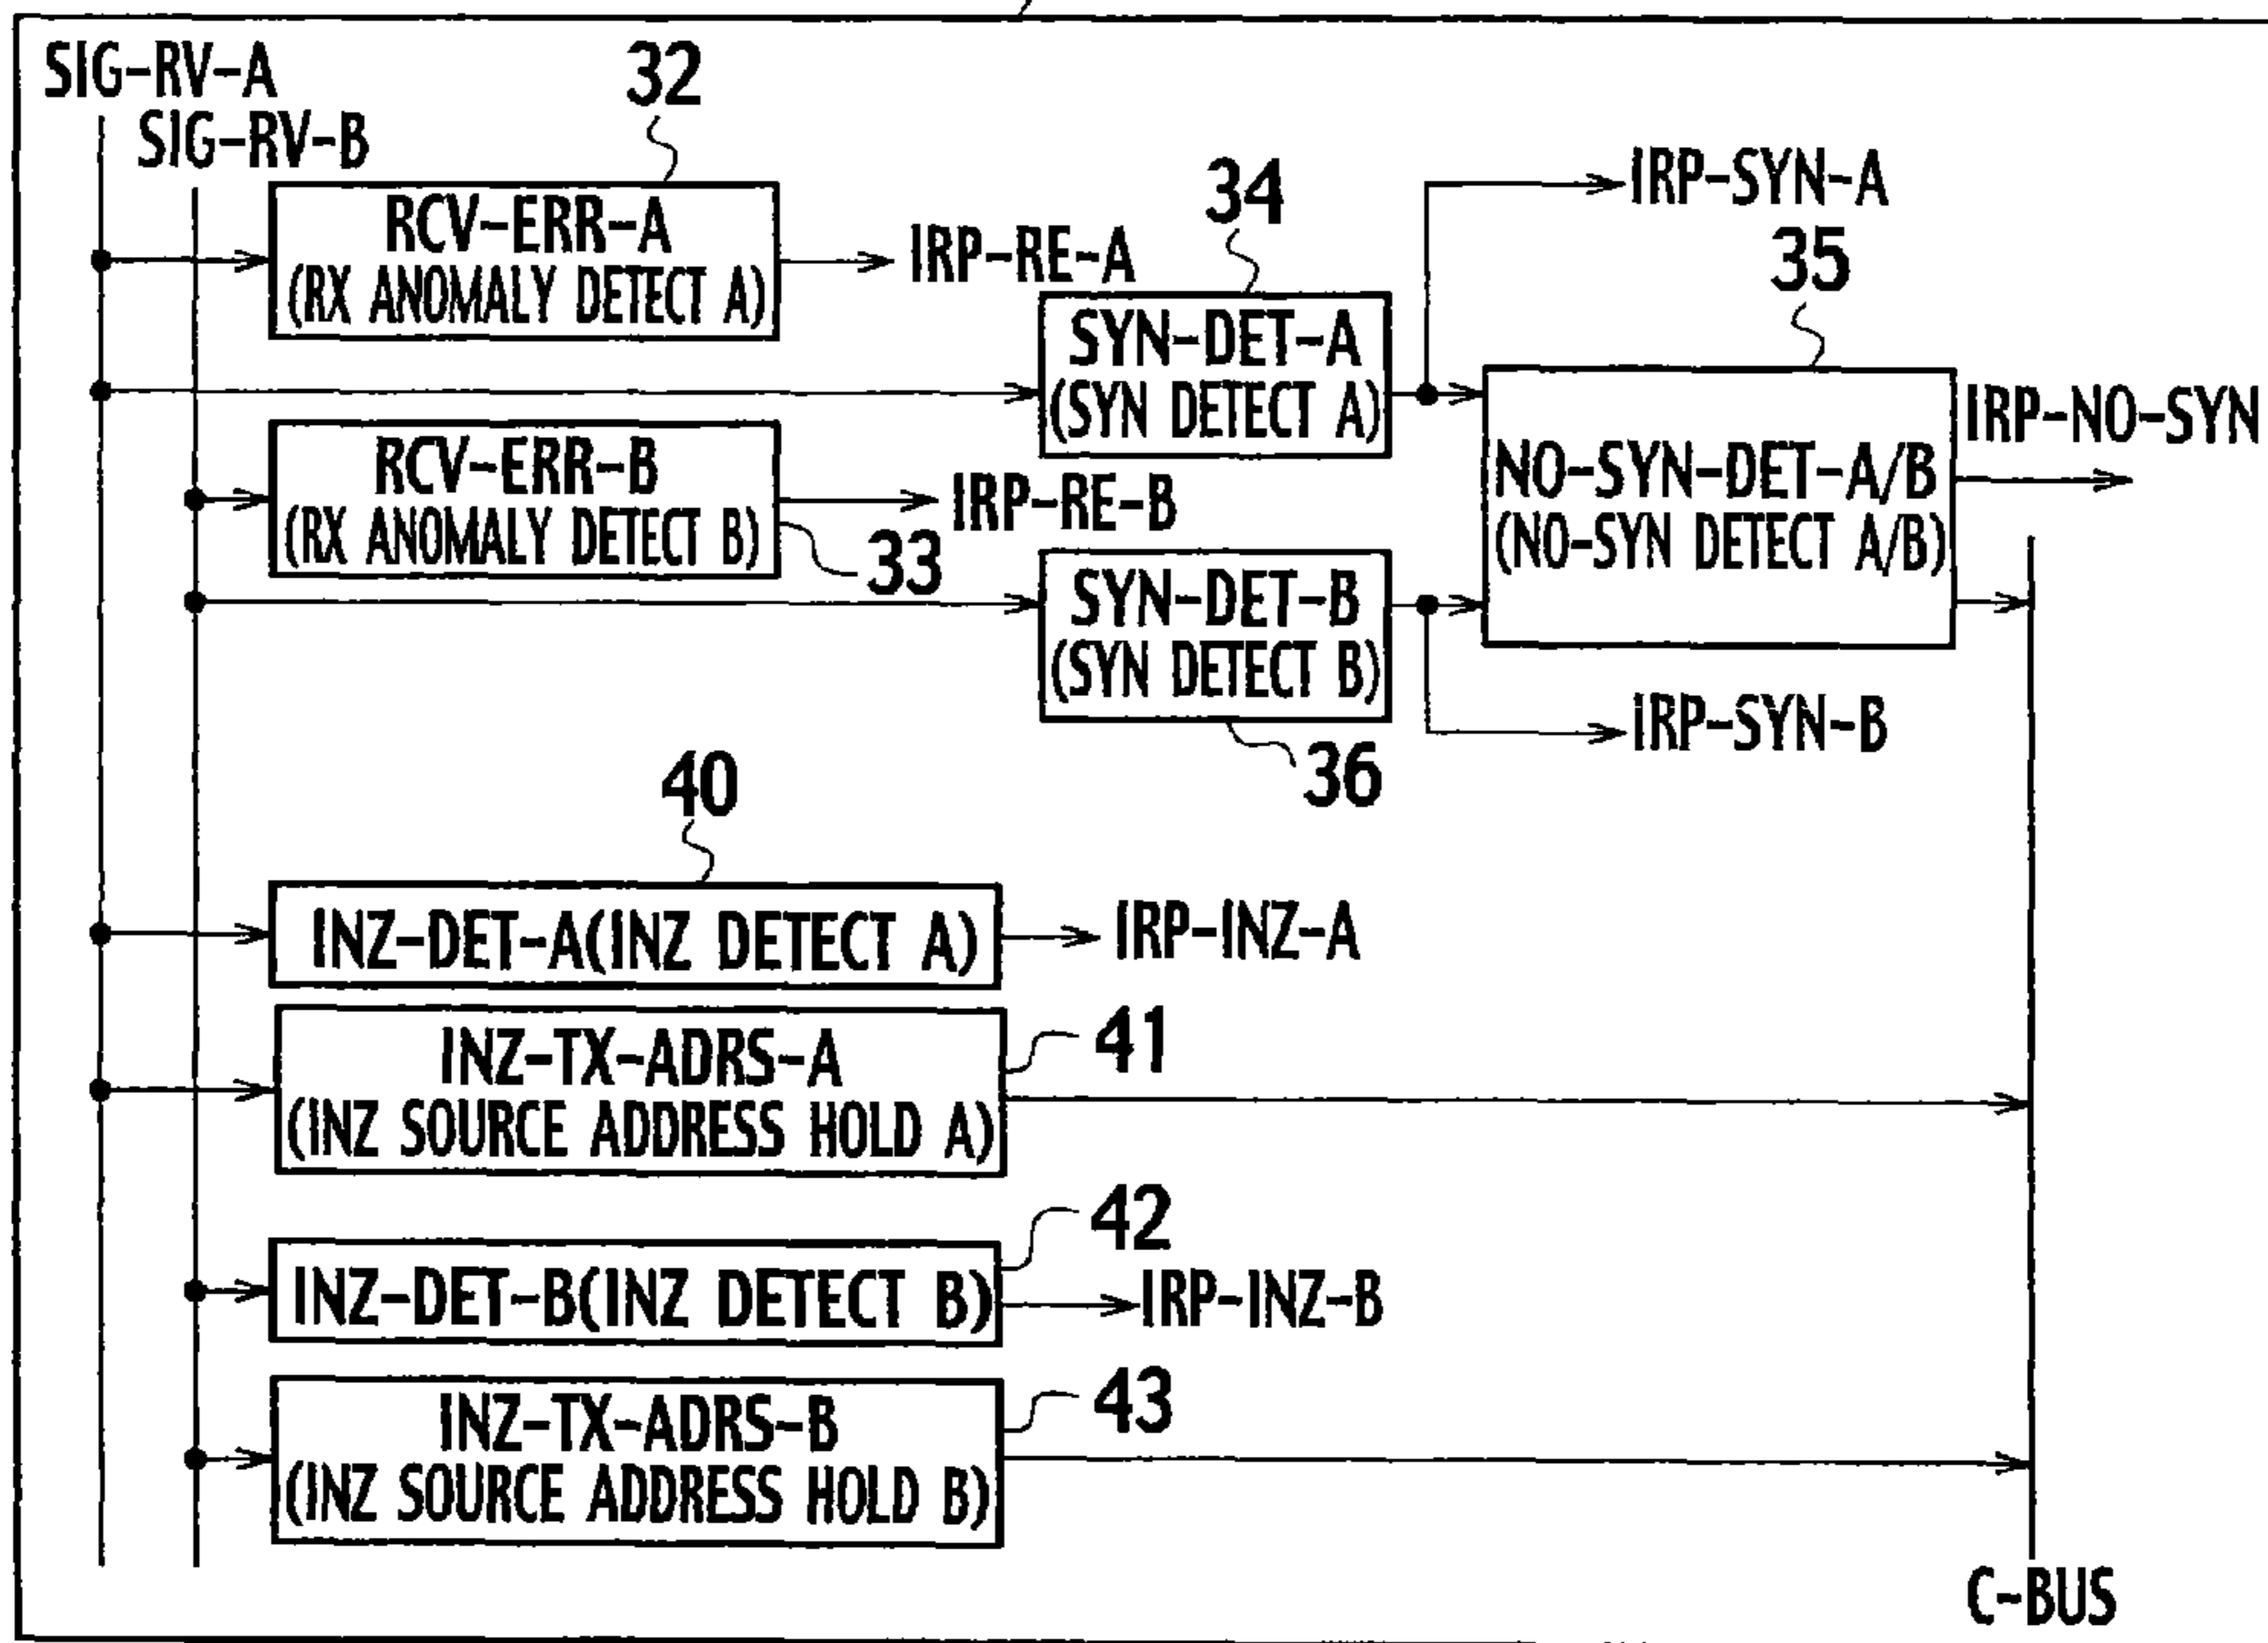 SIG-RV-A
SIG-RV-B
32
RCV-ERR-A
(RX ANOMALY DETECT A)
IRP-RE-A
34
SYN-DET-A
(SYN DETECT A)
IRP-SYN-A
35
NO-SYN-DET-A/B
(NO-SYN DETECT A/B)
IRP-NO-SYN
RCV-ERR-B
(RX ANOMALY DETECT B)
33
IRP-RE-B
SYN-DET-B
(SYN DETECT B)
36
IRP-SYN-B
40
INZ-DET-A(INZ DETECT A)
IRP-INZ-A
INZ-TX-ADRS-A
(INZ SOURCE ADDRESS HOLD A)
41
42
INZ-DET-B(INZ DETECT B)
IRP-INZ-B
INZ-TX-ADRS-B
(INZ SOURCE ADDRESS HOLD B)
43
C-BUS